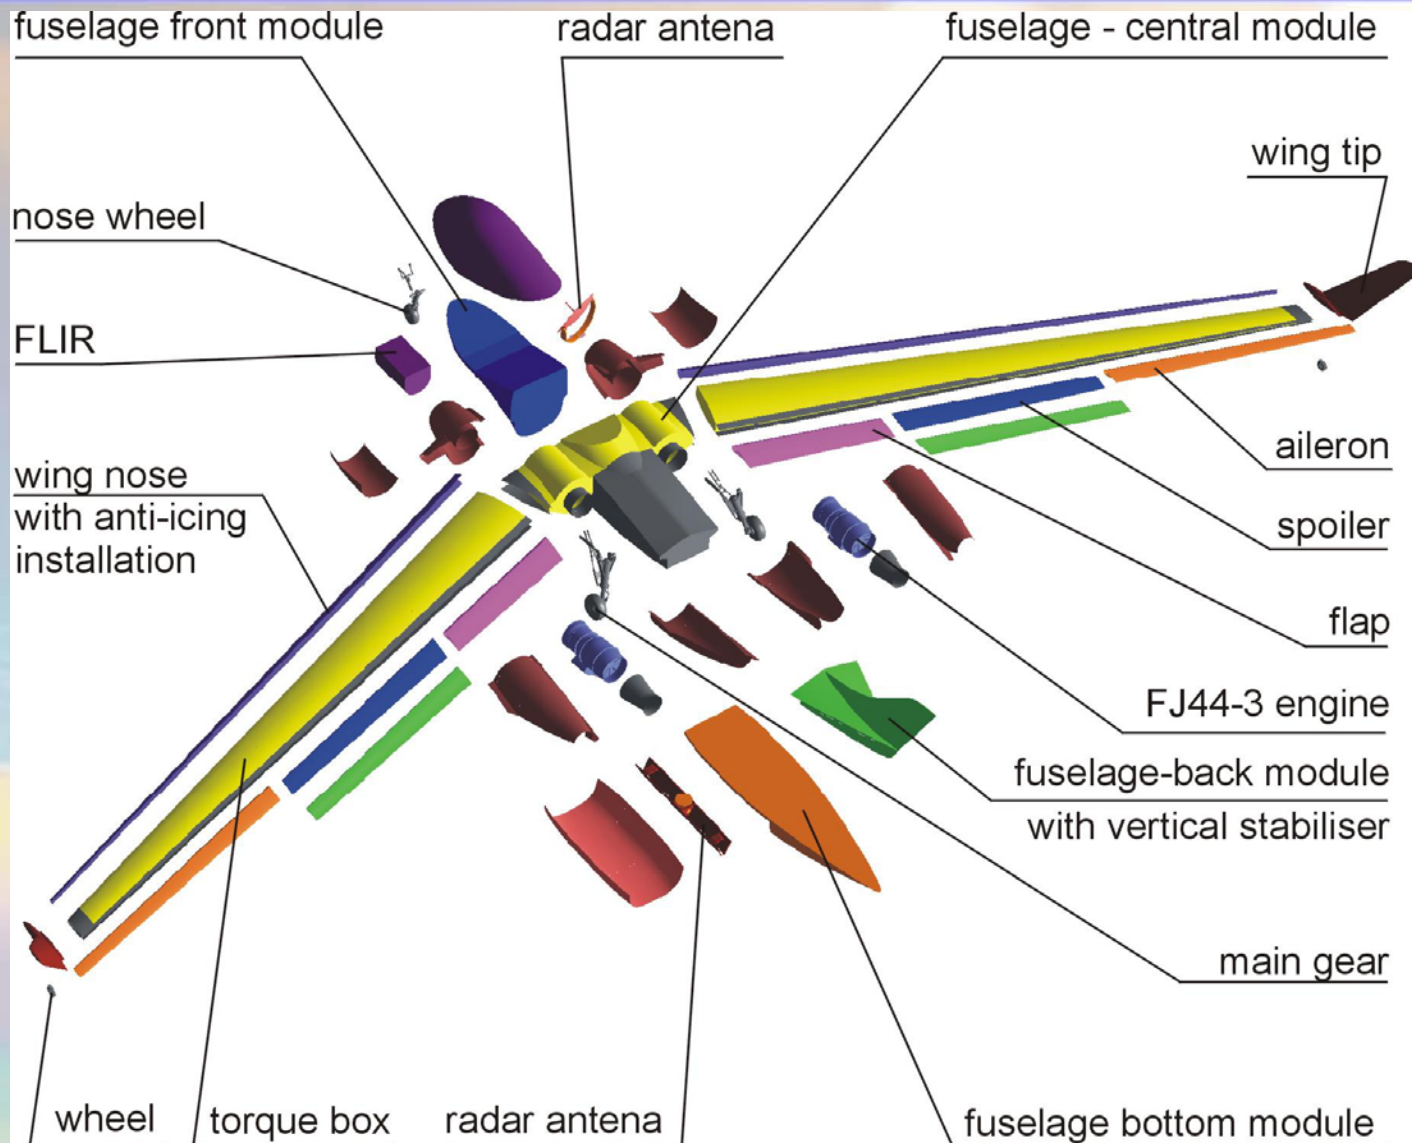 fuselage front module
radar antena
fuselage - central module
wing tip
nose wheel
FLIR
aileron
wing nose
with anti-icing
installation
spoiler
flap
FJ44-3 engine
fuselage-back module
with vertical stabiliser
main gear
wheel
torque box
radar antena
fuselage bottom module